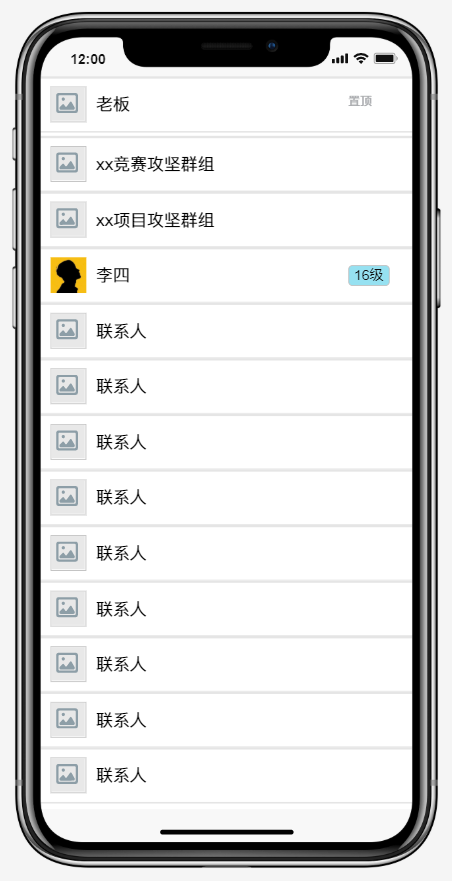 12:00
老板 置顶
xx竞赛攻坚群组
xx项目攻坚群组
李四 16级
联系人
联系人
联系人
联系人
联系人
联系人
联系人
联系人
联系人